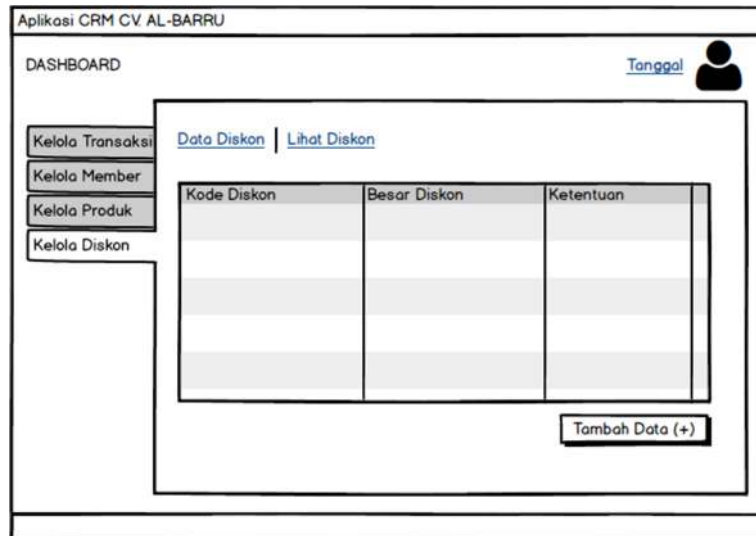 Aplikasi CRM CV. AL-BARRU
DASHBOARD
Tanggal
Kelola Transaksi
Kelola Member
Kelola Produk
Kelola Diskon
Data Diskon | Lihat Diskon
Kode Diskon Besar Diskon Ketentuan
Tambah Data (+)